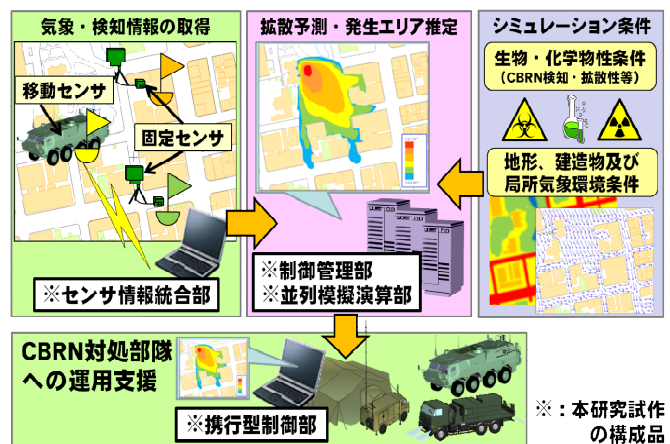 気象・検知情報の取得
移動センサ
固定センサ
※センサ情報統合部
拡散予測・発生エリア推定
※制御管理部
※並列模擬演算部
シミュレーション条件
生物・化学物性条件
（CBRN検知・拡散性等）
地形、建造物及び
局所気象環境条件
CBRN対処部隊
への運用支援
※携行型制御部
※：本研究試作
の構成品